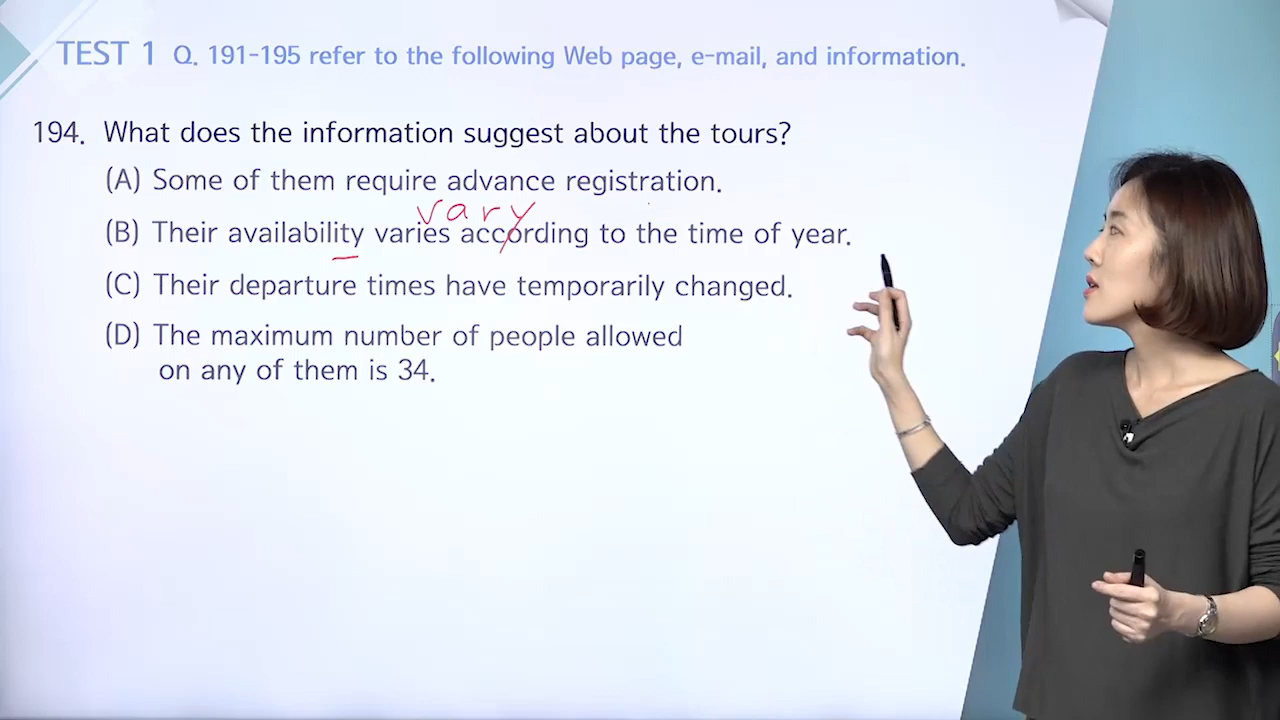 TEST 1 Q. 191-195 refer to the following Web page, e-mail, and information.
194. What does the information suggest about the tours?
(A) Some of them require advance registration.
vary
(B) Their availability varies according to the time of year.
(C) Their departure times have temporarily changed.
(D) The maximum number of people allowed
on any of them is 34.